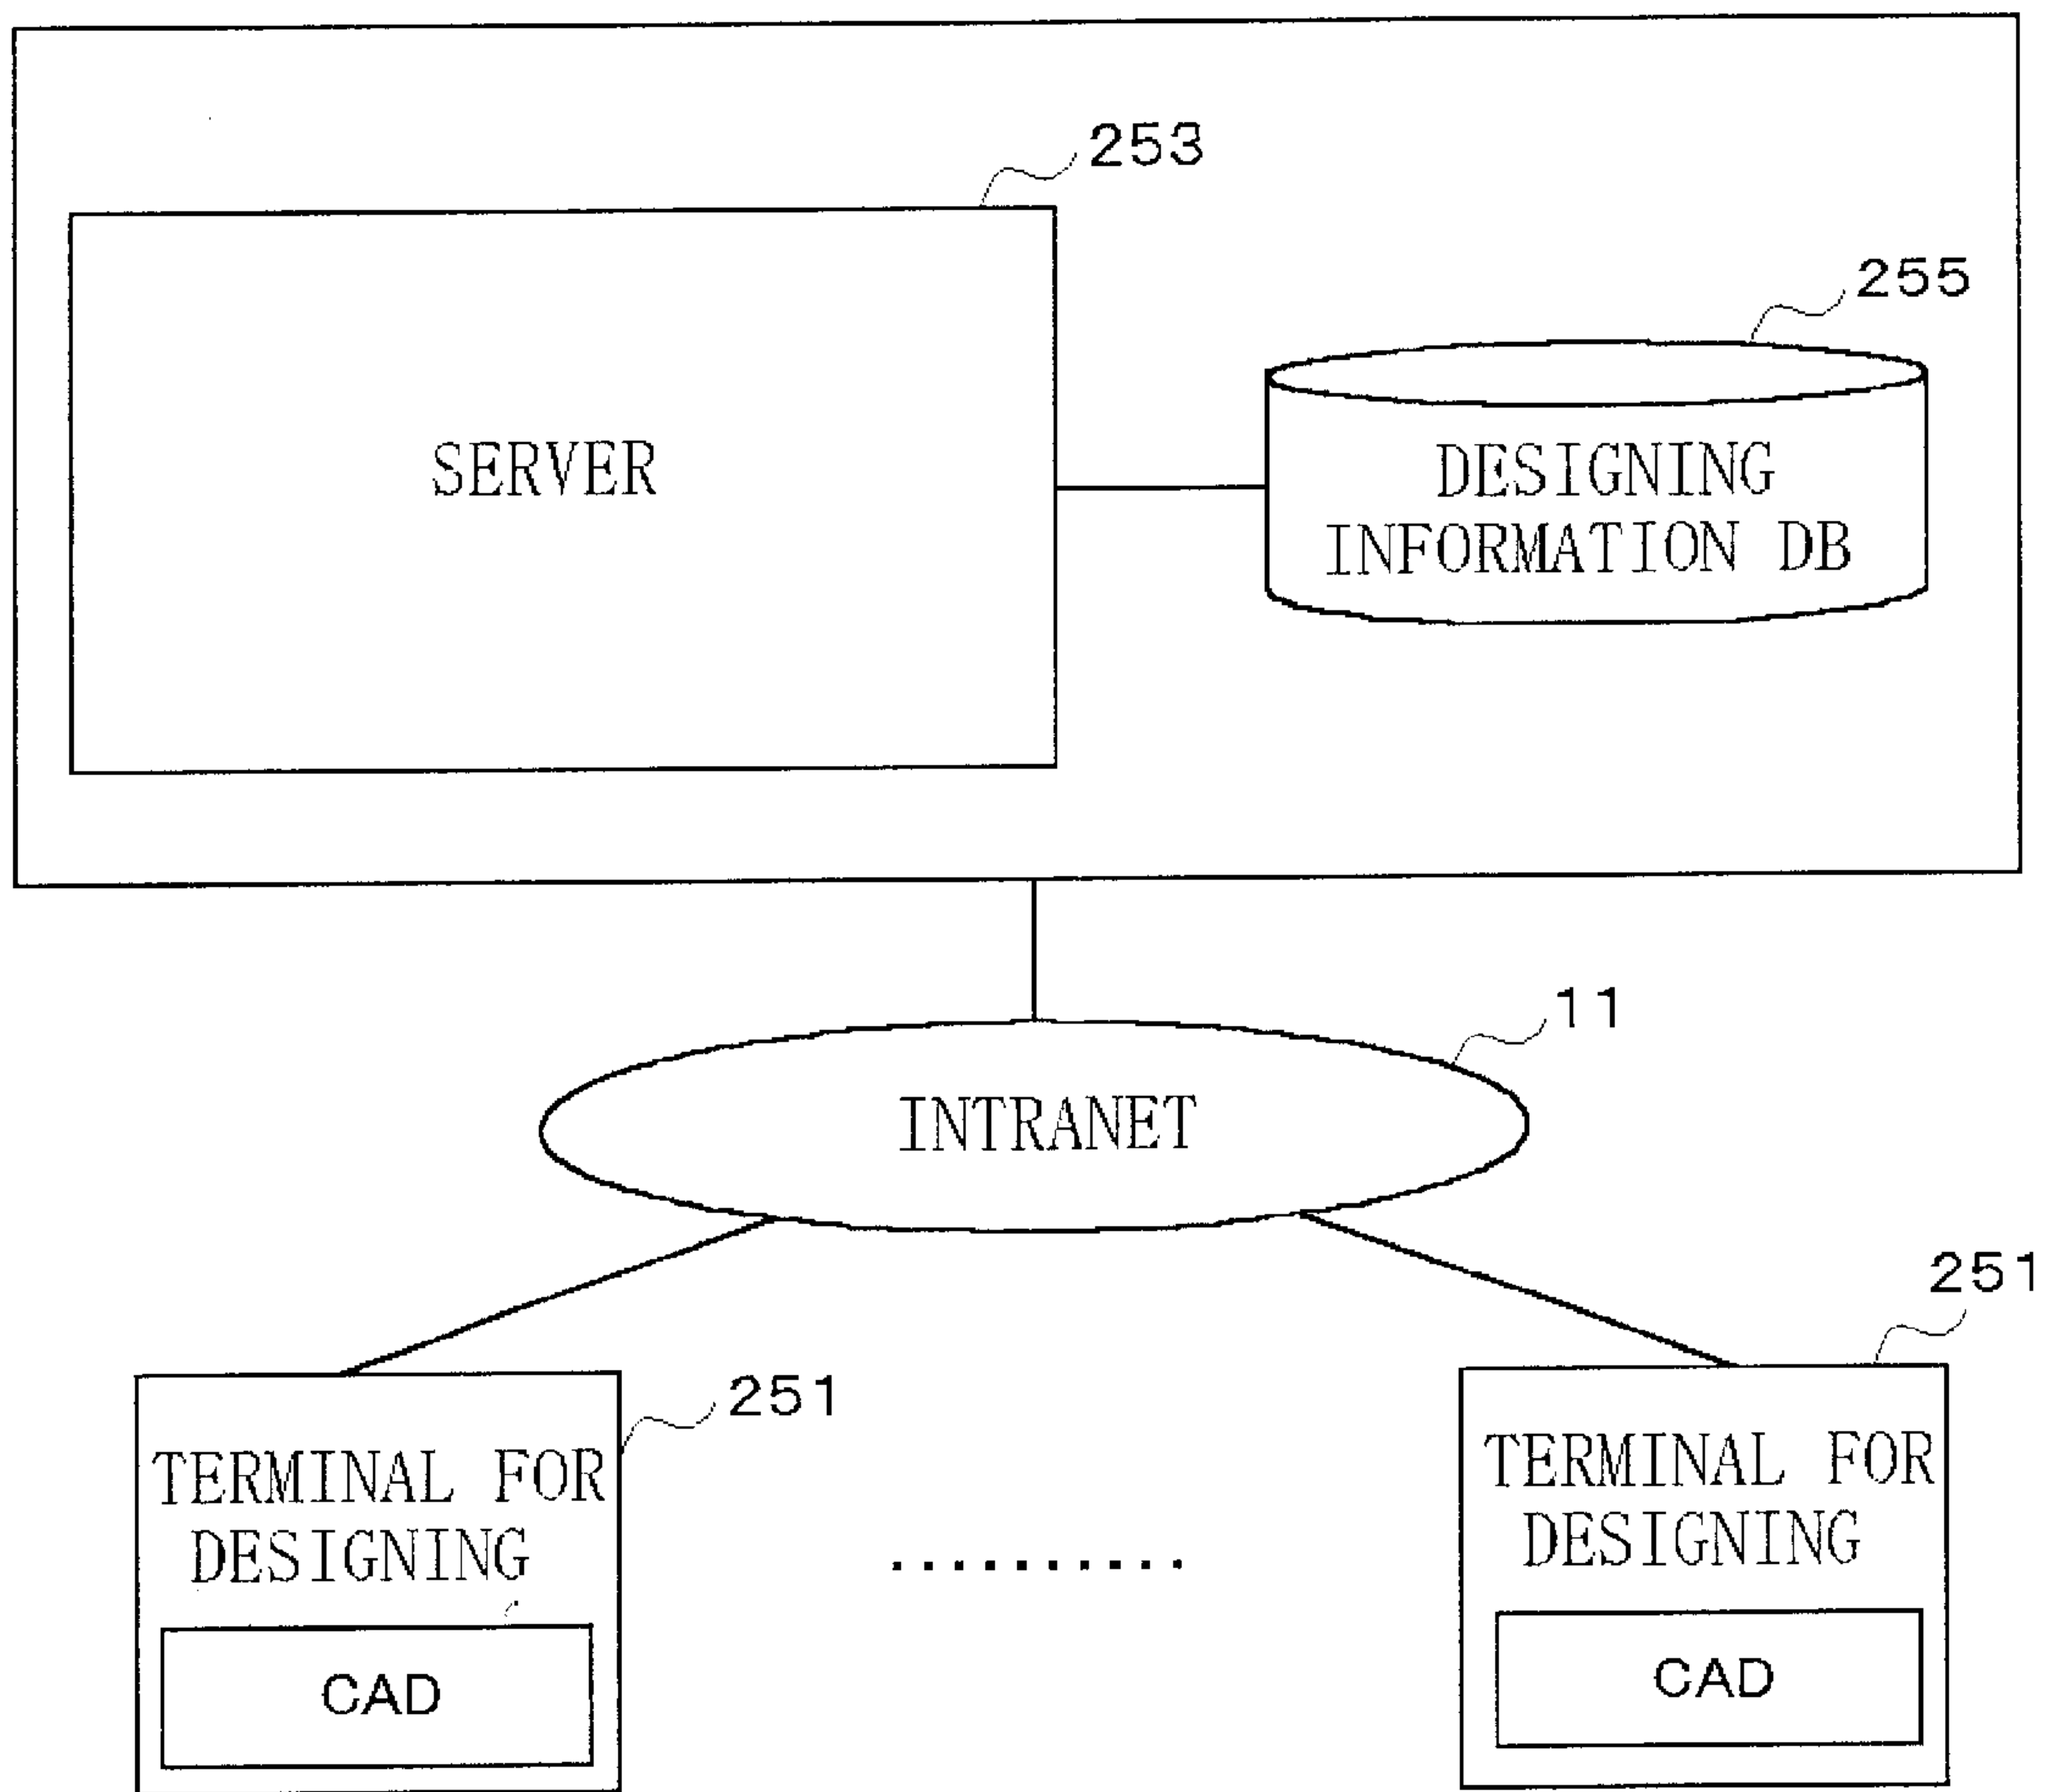 253
255
SERVER
DESIGNING
INFORMATION DB
11
INTRANET
251
251
TERMINAL FOR
DESIGNING
CAD
.........
TERMINAL FOR
DESIGNING
CAD